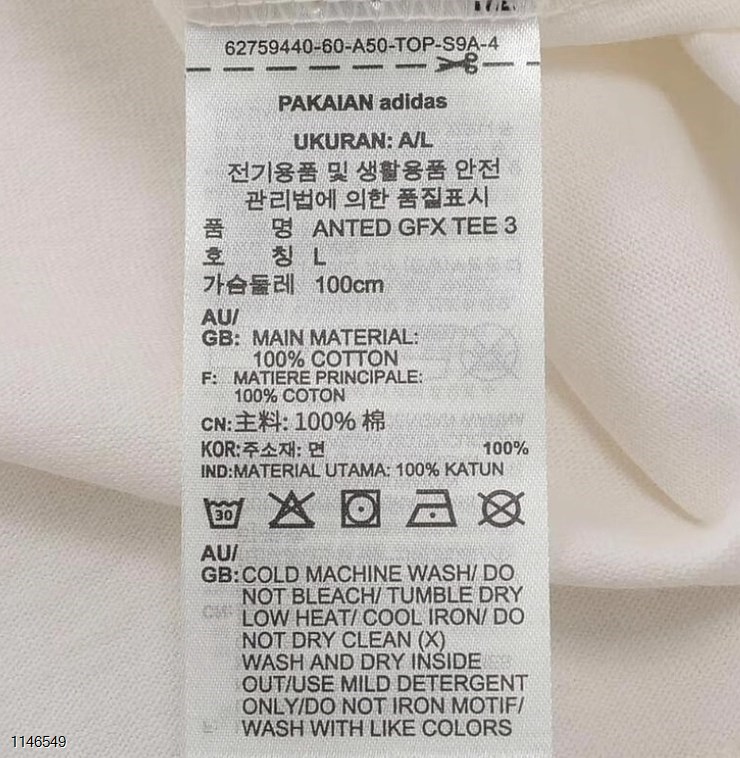 62759440-60-A50-TOP-S9A-4
PAKAIAN adidas
UKURAN: A/L
전기용품 및 생활용품 안전
관리법에 의한 품질표시
품 명 ANTED GFX TEE 3
호 칭 L
가슴둘레 100cm
AU/
GB: MAIN MATERIAL:
100% COTTON
F: MATIERE PRINCIPALE:
100% COTON
CN:主料: 100% 棉
KOR:주소재: 면 100%
IND:MATERIAL UTAMA: 100% KATUN
30
AU/
GB:COLD MACHINE WASH/ DO
NOT BLEACH/ TUMBLE DRY
LOW HEAT/ COOL IRON/ DO
NOT DRY CLEAN (X)
WASH AND DRY INSIDE
OUT/USE MILD DETERGENT
ONLY/DO NOT IRON MOTIF/
WASH WITH LIKE COLORS
1146549